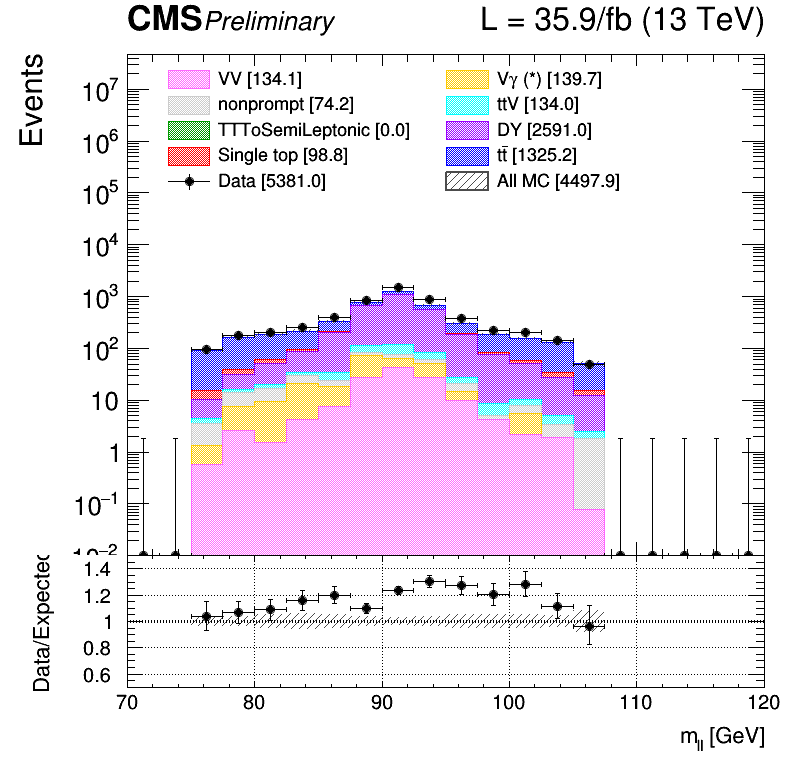 CMS Preliminary L = 35.9/fb (13 TeV)
Events
VV [134.1] Vγ (*) [139.7]
nonprompt [74.2] ttV [134.0]
TTToSemiLeptonic [0.0] DY [2591.0]
Single top [98.8] tt̄ [1325.2]
Data [5381.0] All MC [4497.9]
10⁷
10⁶
10⁵
10⁴
10³
10²
10
1
10⁻¹
10⁻²
Data/Expected
1.4
1.2
1
0.8
0.6
70 80 90 100 110 120
m_ll [GeV]